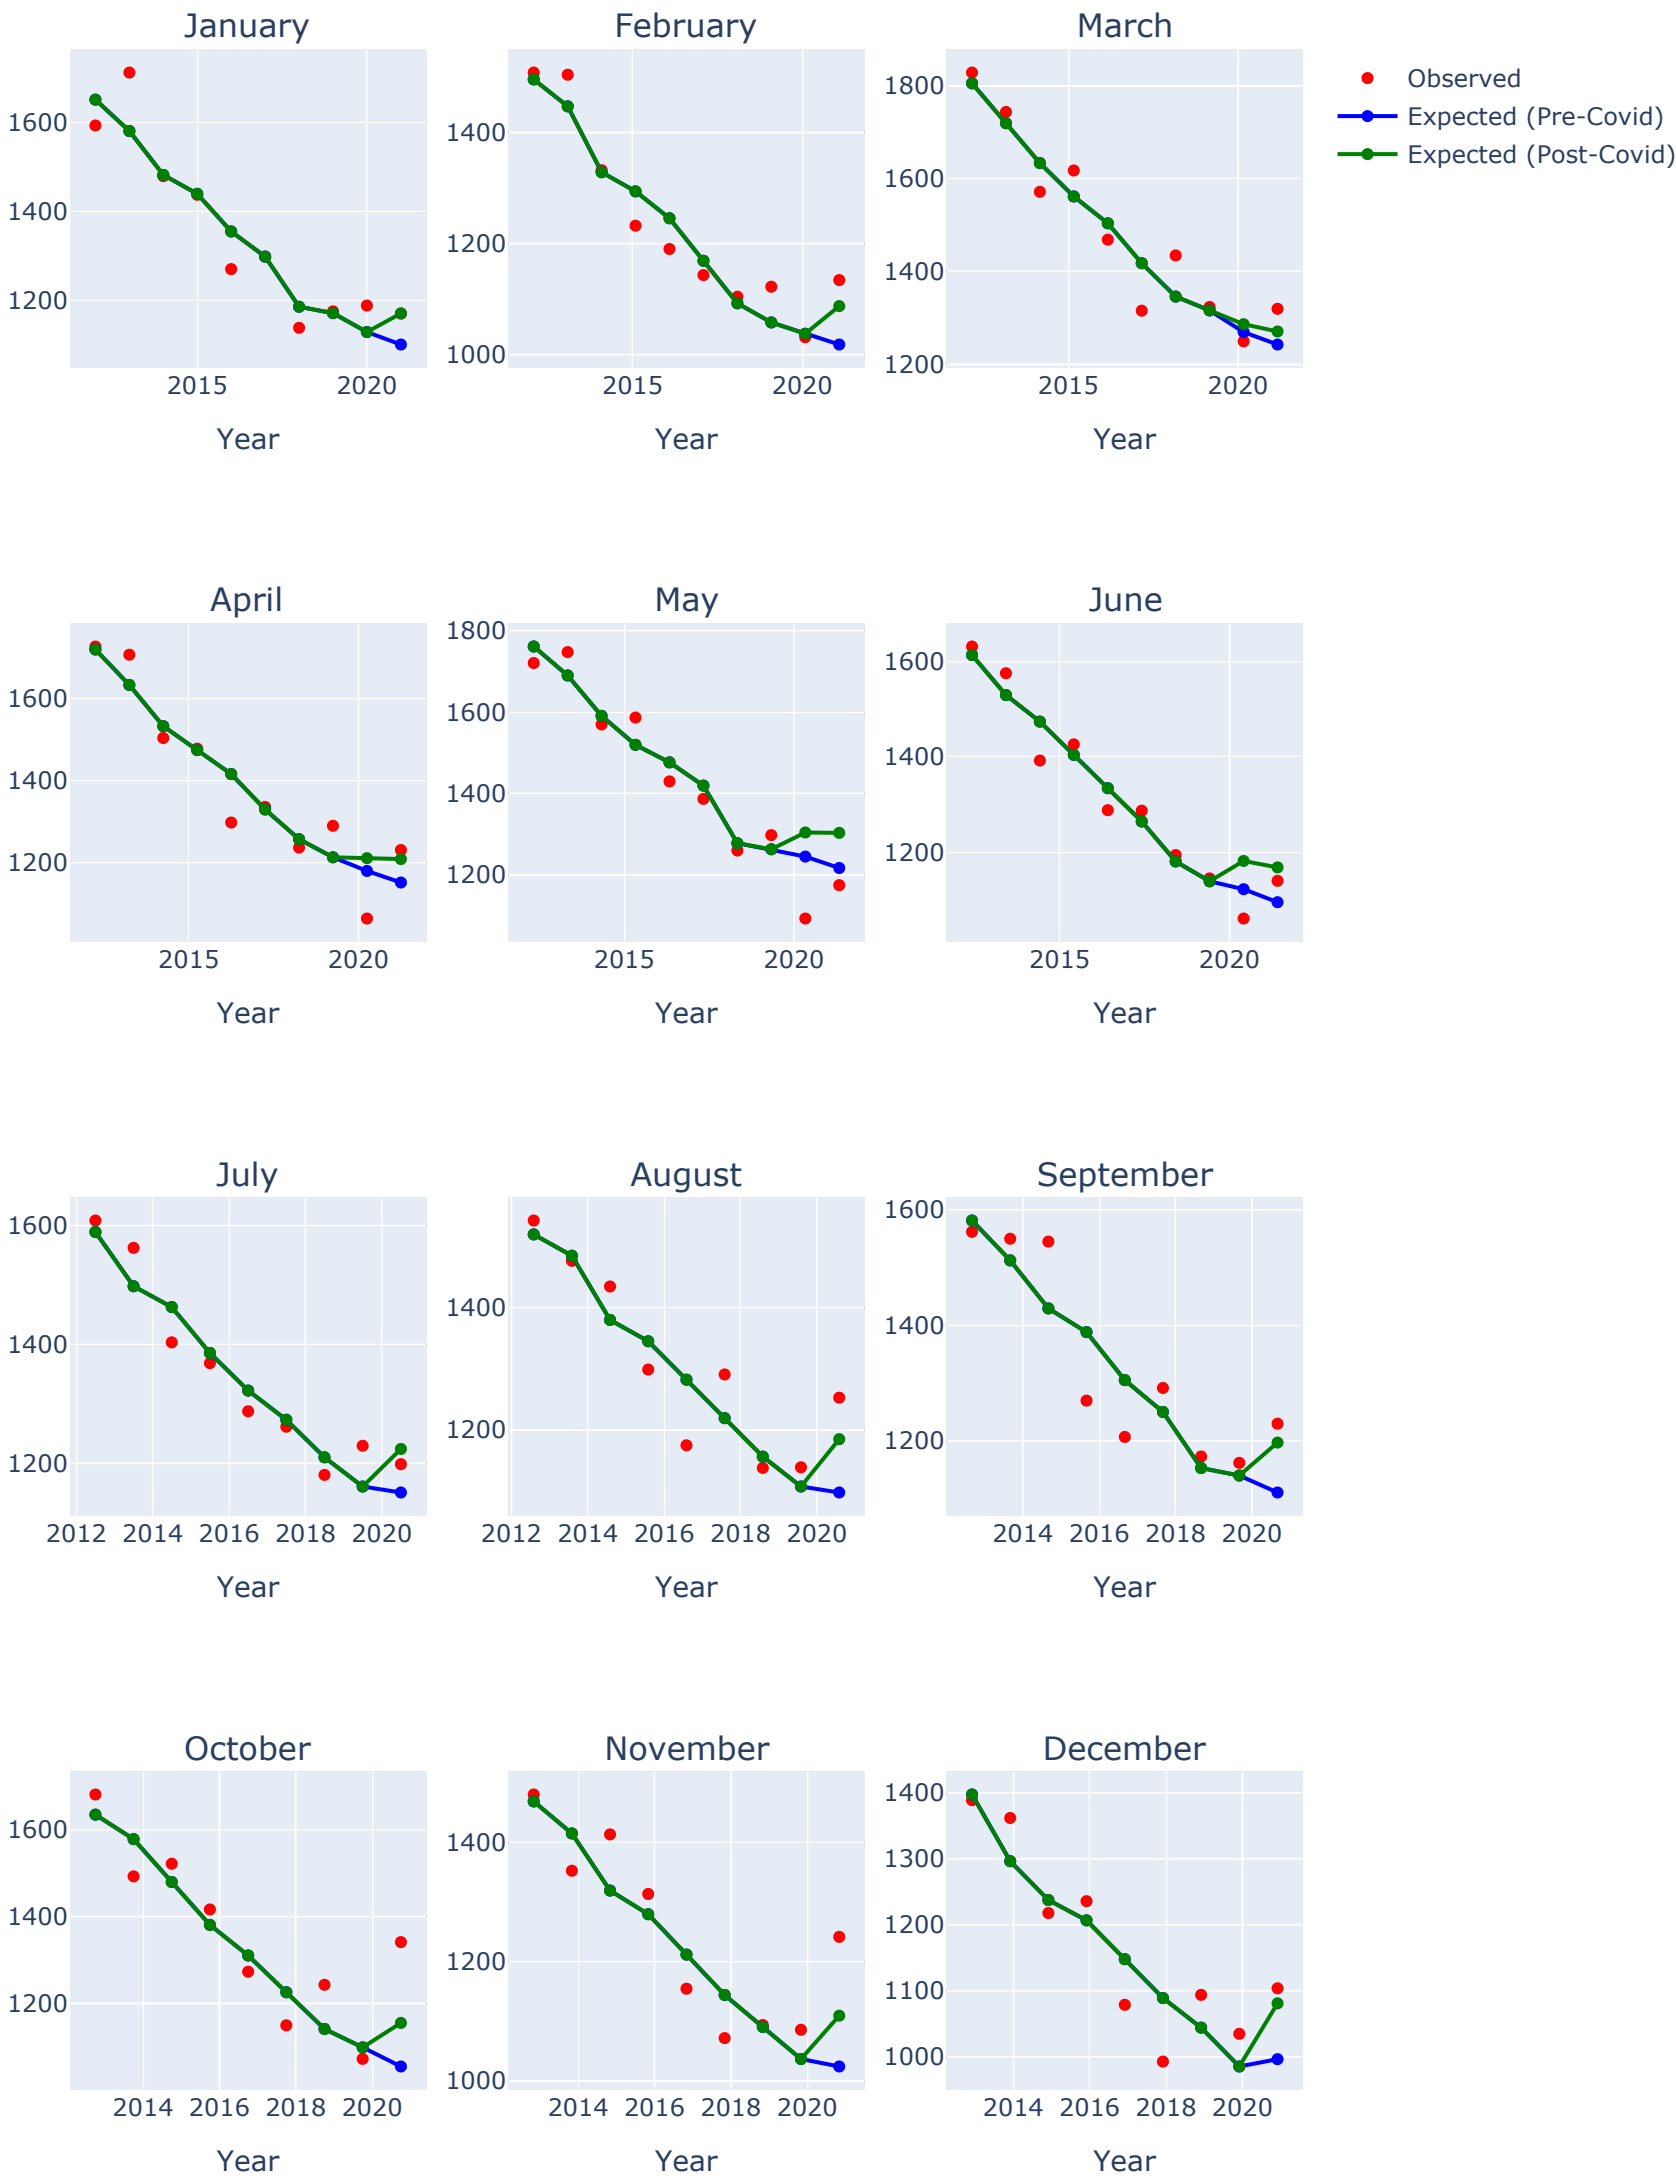 January
February
March
Observed
Expected (Pre-Covid)
Expected (Post-Covid)
1600
1400
1200
1400
1200
1000
1800
1600
1400
1200
2015 2020
2015 2020
2015 2020
Year
Year
Year
April
May
June
1600
1400
1200
1800
1600
1400
1200
1600
1400
1200
2015 2020
2015 2020
2015 2020
Year
Year
Year
July
August
September
1600
1400
1200
1400
1200
1600
1400
1200
2012 2014 2016 2018 2020
2012 2014 2016 2018 2020
2014 2016 2018 2020
Year
Year
Year
October
November
December
1600
1400
1200
1400
1200
1000
1400
1300
1200
1100
1000
2014 2016 2018 2020
2014 2016 2018 2020
2014 2016 2018 2020
Year
Year
Year